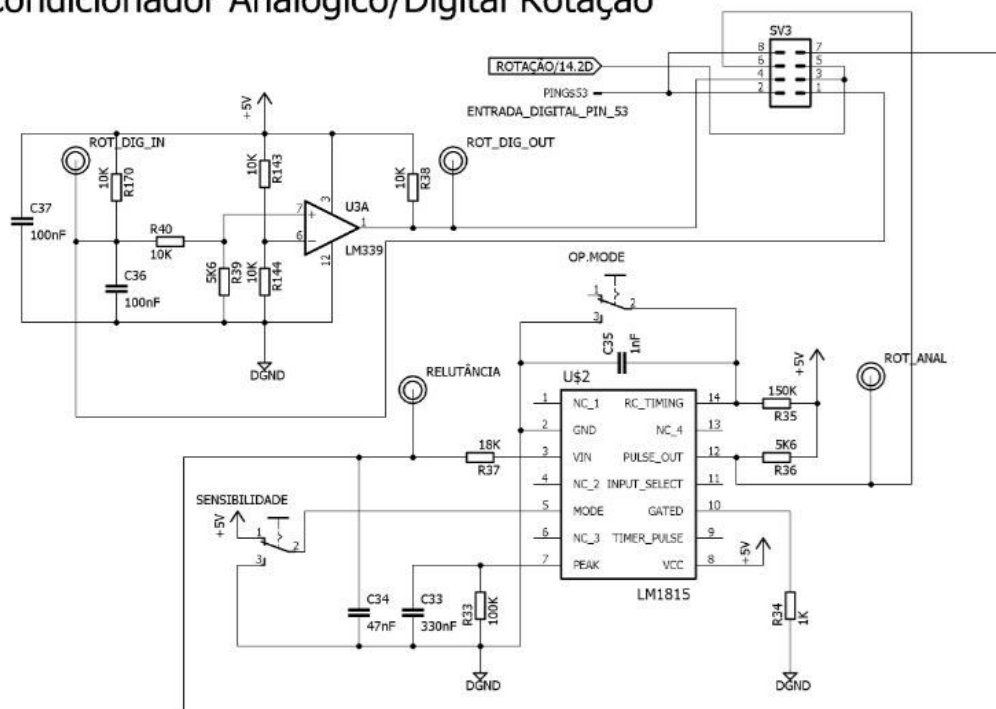 condicionador Analógico/Digital Rotação
SV3
8 7
6 5
4 3
2 1
ROTAÇÃO/14.2D
PING$53
ENTRADA_DIGITAL_PIN_53
+5V
ROT_DIG_IN
ROT_DIG_OUT
10K
R170
10K
R143
10K
R38
C37
100nF
R40
10K
7
6
+
-
3
12
1
U3A
LM339
5K6
R39
10K
R144
C36
100nF
DGND
OP.MODE
1
2
3
C35
1nF
RELUTÂNCIA
U$2
+5V
ROT_ANAL
1 NC_1 RC_TIMING 14
2 GND NC_4 13
3 VIN PULSE_OUT 12
4 NC_2 INPUT_SELECT 11
5 MODE GATED 10
6 NC_3 TIMER_PULSE 9
7 PEAK VCC 8
LM1815
150K
R35
5K6
R36
18K
R37
SENSIBILIDADE
+5V
1
2
3
+5V
C34
47nF
C33
330nF
R33
100K
R34
1K
DGND
DGND